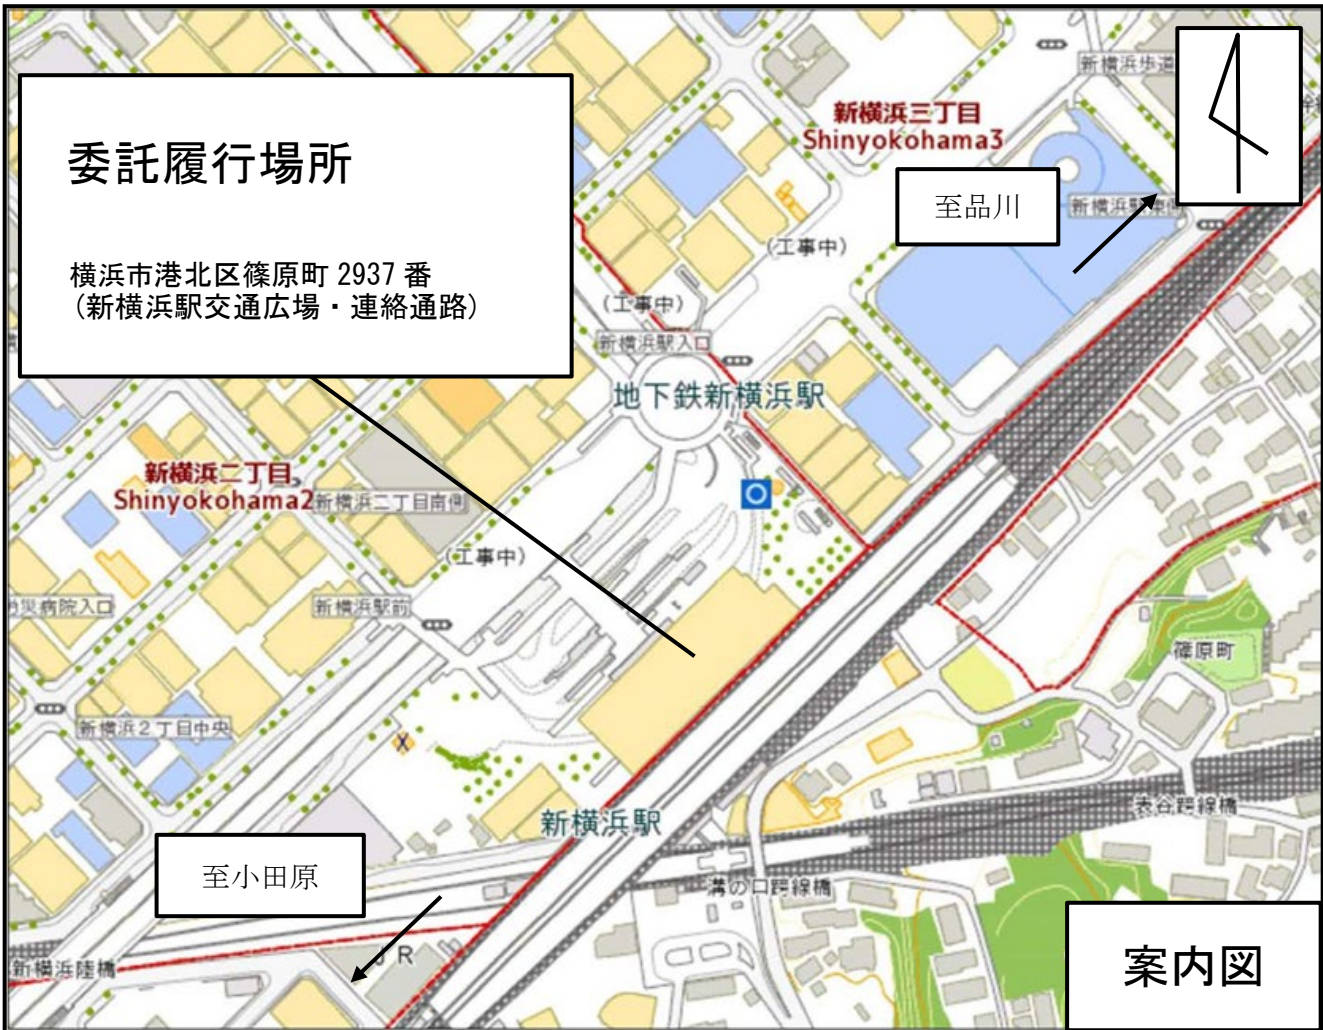 新横浜歩道
新横浜三丁目
Shinyokohama3
委託履行場所
至品川
新横浜駅東側
横浜市港北区篠原町 2937 番
(新横浜駅交通広場・連絡通路)
(工事中)
(工事中)
新横浜駅入口
地下鉄新横浜駅
新横浜二丁目
Shinyokohama2
新横浜二丁目南側
(工事中)
災病院入口
新横浜駅前
篠原町
新横浜2丁目中央
新横浜駅
表谷跨線橋
至小田原
溝の口跨線橋
JR
新横浜陸橋
案内図